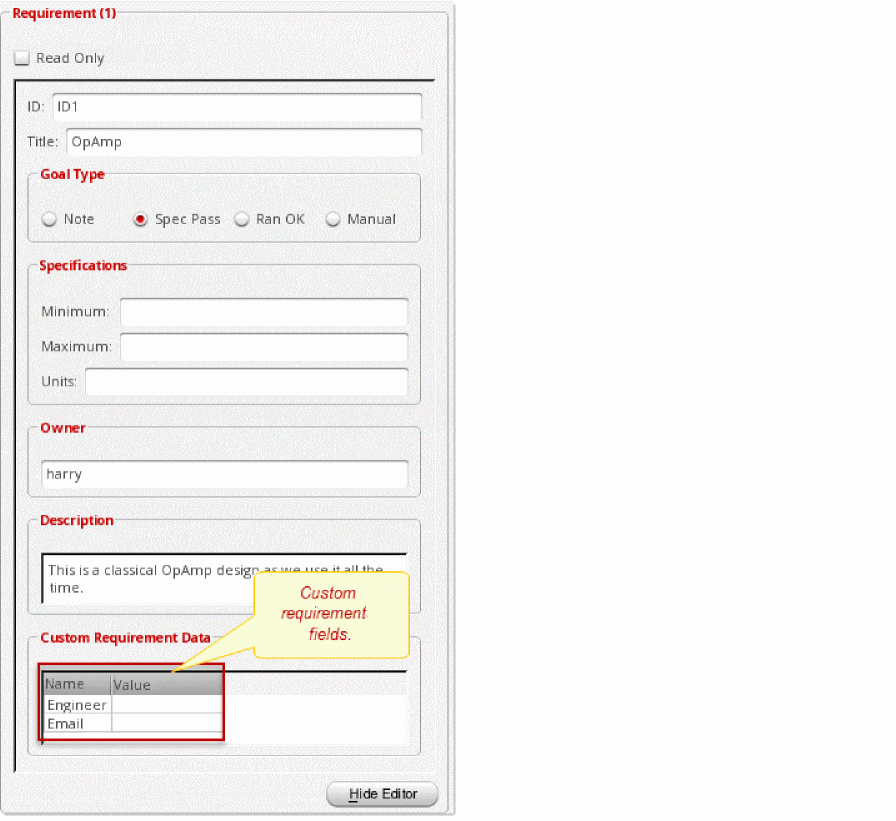 Requirement (1)
Read Only
ID: ID1
Title: OpAmp
Goal Type
Note Spec Pass Ran OK Manual
Specifications
Minimum:
Maximum:
Units:
Owner
harry
Description
This is a classical OpAmp design as we use it all the
time.
Custom
requirement
fields.
Custom Requirement Data
Name Value
Engineer
Email
Hide Editor